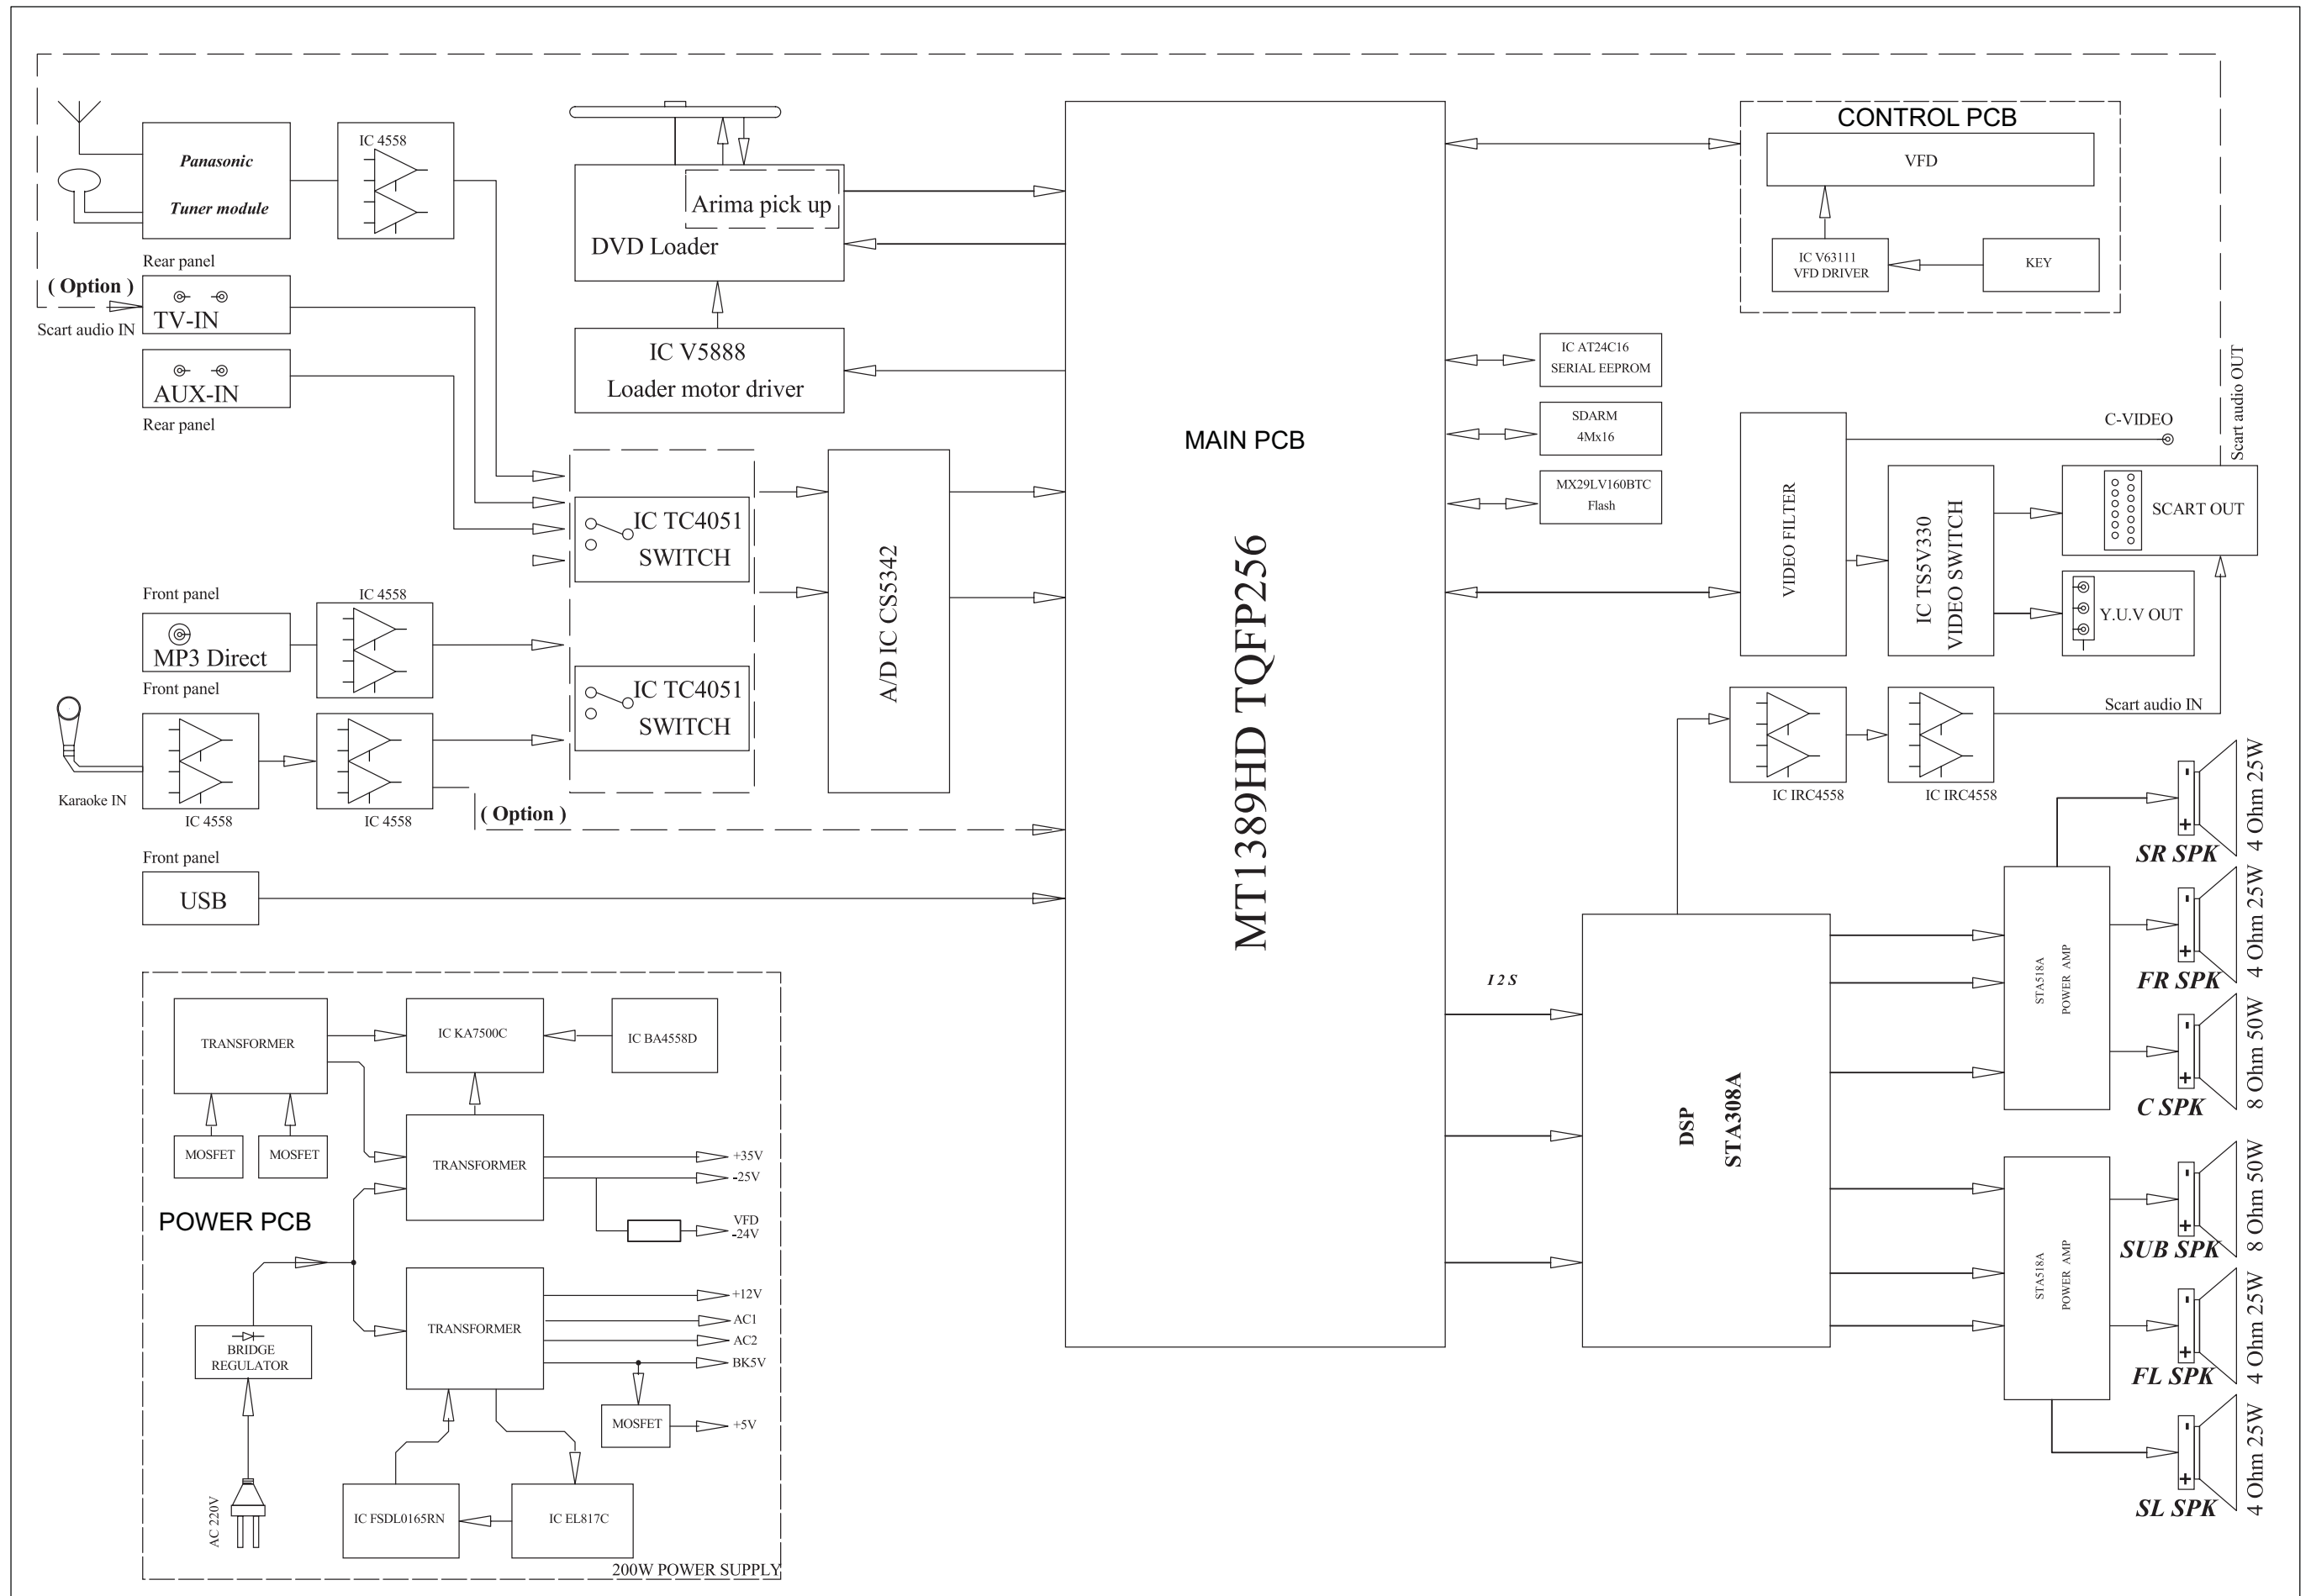 Panasonic
Tuner module
IC 4558
Rear panel
( Option )
Scart audio IN
TV-IN
AUX-IN
Rear panel
Arima pick up
DVD Loader
IC V5888
Loader motor driver
IC TC4051
SWITCH
IC TC4051
SWITCH
A/D IC CS5342
Front panel
MP3 Direct
Front panel
IC 4558
Karaoke IN
IC 4558
IC 4558
( Option )
Front panel
USB
MAIN PCB
MT1389HD TQFP256
CONTROL PCB
VFD
IC V63111
VFD DRIVER
KEY
IC AT24C16
SERIAL EEPROM
SDARM
4Mx16
MX29LV160BTC
Flash
VIDEO FILTER
C-VIDEO
Scart audio OUT
IC TS5V330
VIDEO SWITCH
SCART OUT
Y.U.V OUT
Scart audio IN
IC IRC4558
IC IRC4558
I 2 S
DSP
STA308A
STA518A
POWER AMP
STA518A
POWER AMP
-
+
SR SPK
4 Ohm 25W
-
+
FR SPK
4 Ohm 25W
-
+
C SPK
8 Ohm 50W
-
+
SUB SPK
8 Ohm 50W
-
+
FL SPK
4 Ohm 25W
-
+
SL SPK
4 Ohm 25W
TRANSFORMER
IC KA7500C
IC BA4558D
MOSFET
MOSFET
TRANSFORMER
+35V
-25V
VFD
-24V
POWER PCB
TRANSFORMER
+12V
AC1
AC2
BK5V
MOSFET
+5V
BRIDGE
REGULATOR
AC 220V
IC FSDL0165RN
IC EL817C
200W POWER SUPPLY